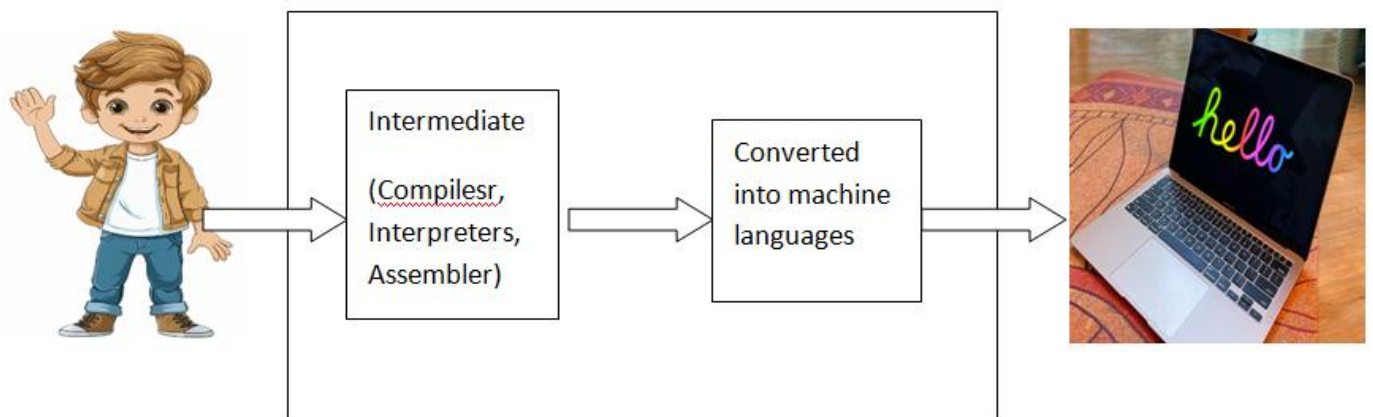 Intermediate
(Compilesr,
Interpreters,
Assembler)
Converted
into machine
languages
hello